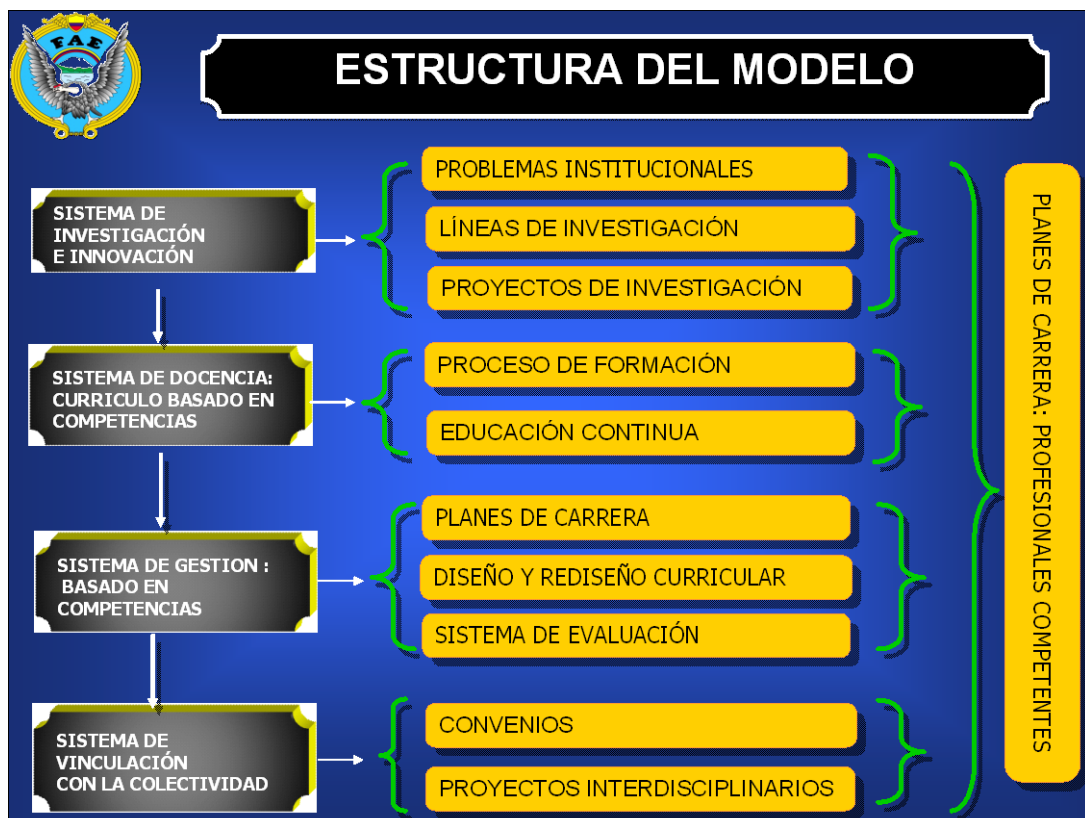 FAE
ESTRUCTURA DEL MODELO
SISTEMA DE
INVESTIGACIÓN
E INNOVACIÓN
PROBLEMAS INSTITUCIONALES
LÍNEAS DE INVESTIGACIÓN
PROYECTOS DE INVESTIGACIÓN
SISTEMA DE DOCENCIA:
CURRICULO BASADO EN
COMPETENCIAS
PROCESO DE FORMACIÓN
EDUCACIÓN CONTINUA
SISTEMA DE GESTION :
BASADO EN
COMPETENCIAS
PLANES DE CARRERA
DISEÑO Y REDISEÑO CURRICULAR
SISTEMA DE EVALUACIÓN
SISTEMA DE
VINCULACIÓN
CON LA COLECTIVIDAD
CONVENIOS
PROYECTOS INTERDISCIPLINARIOS
PLANES DE CARRERA: PROFESIONALES COMPETENTES